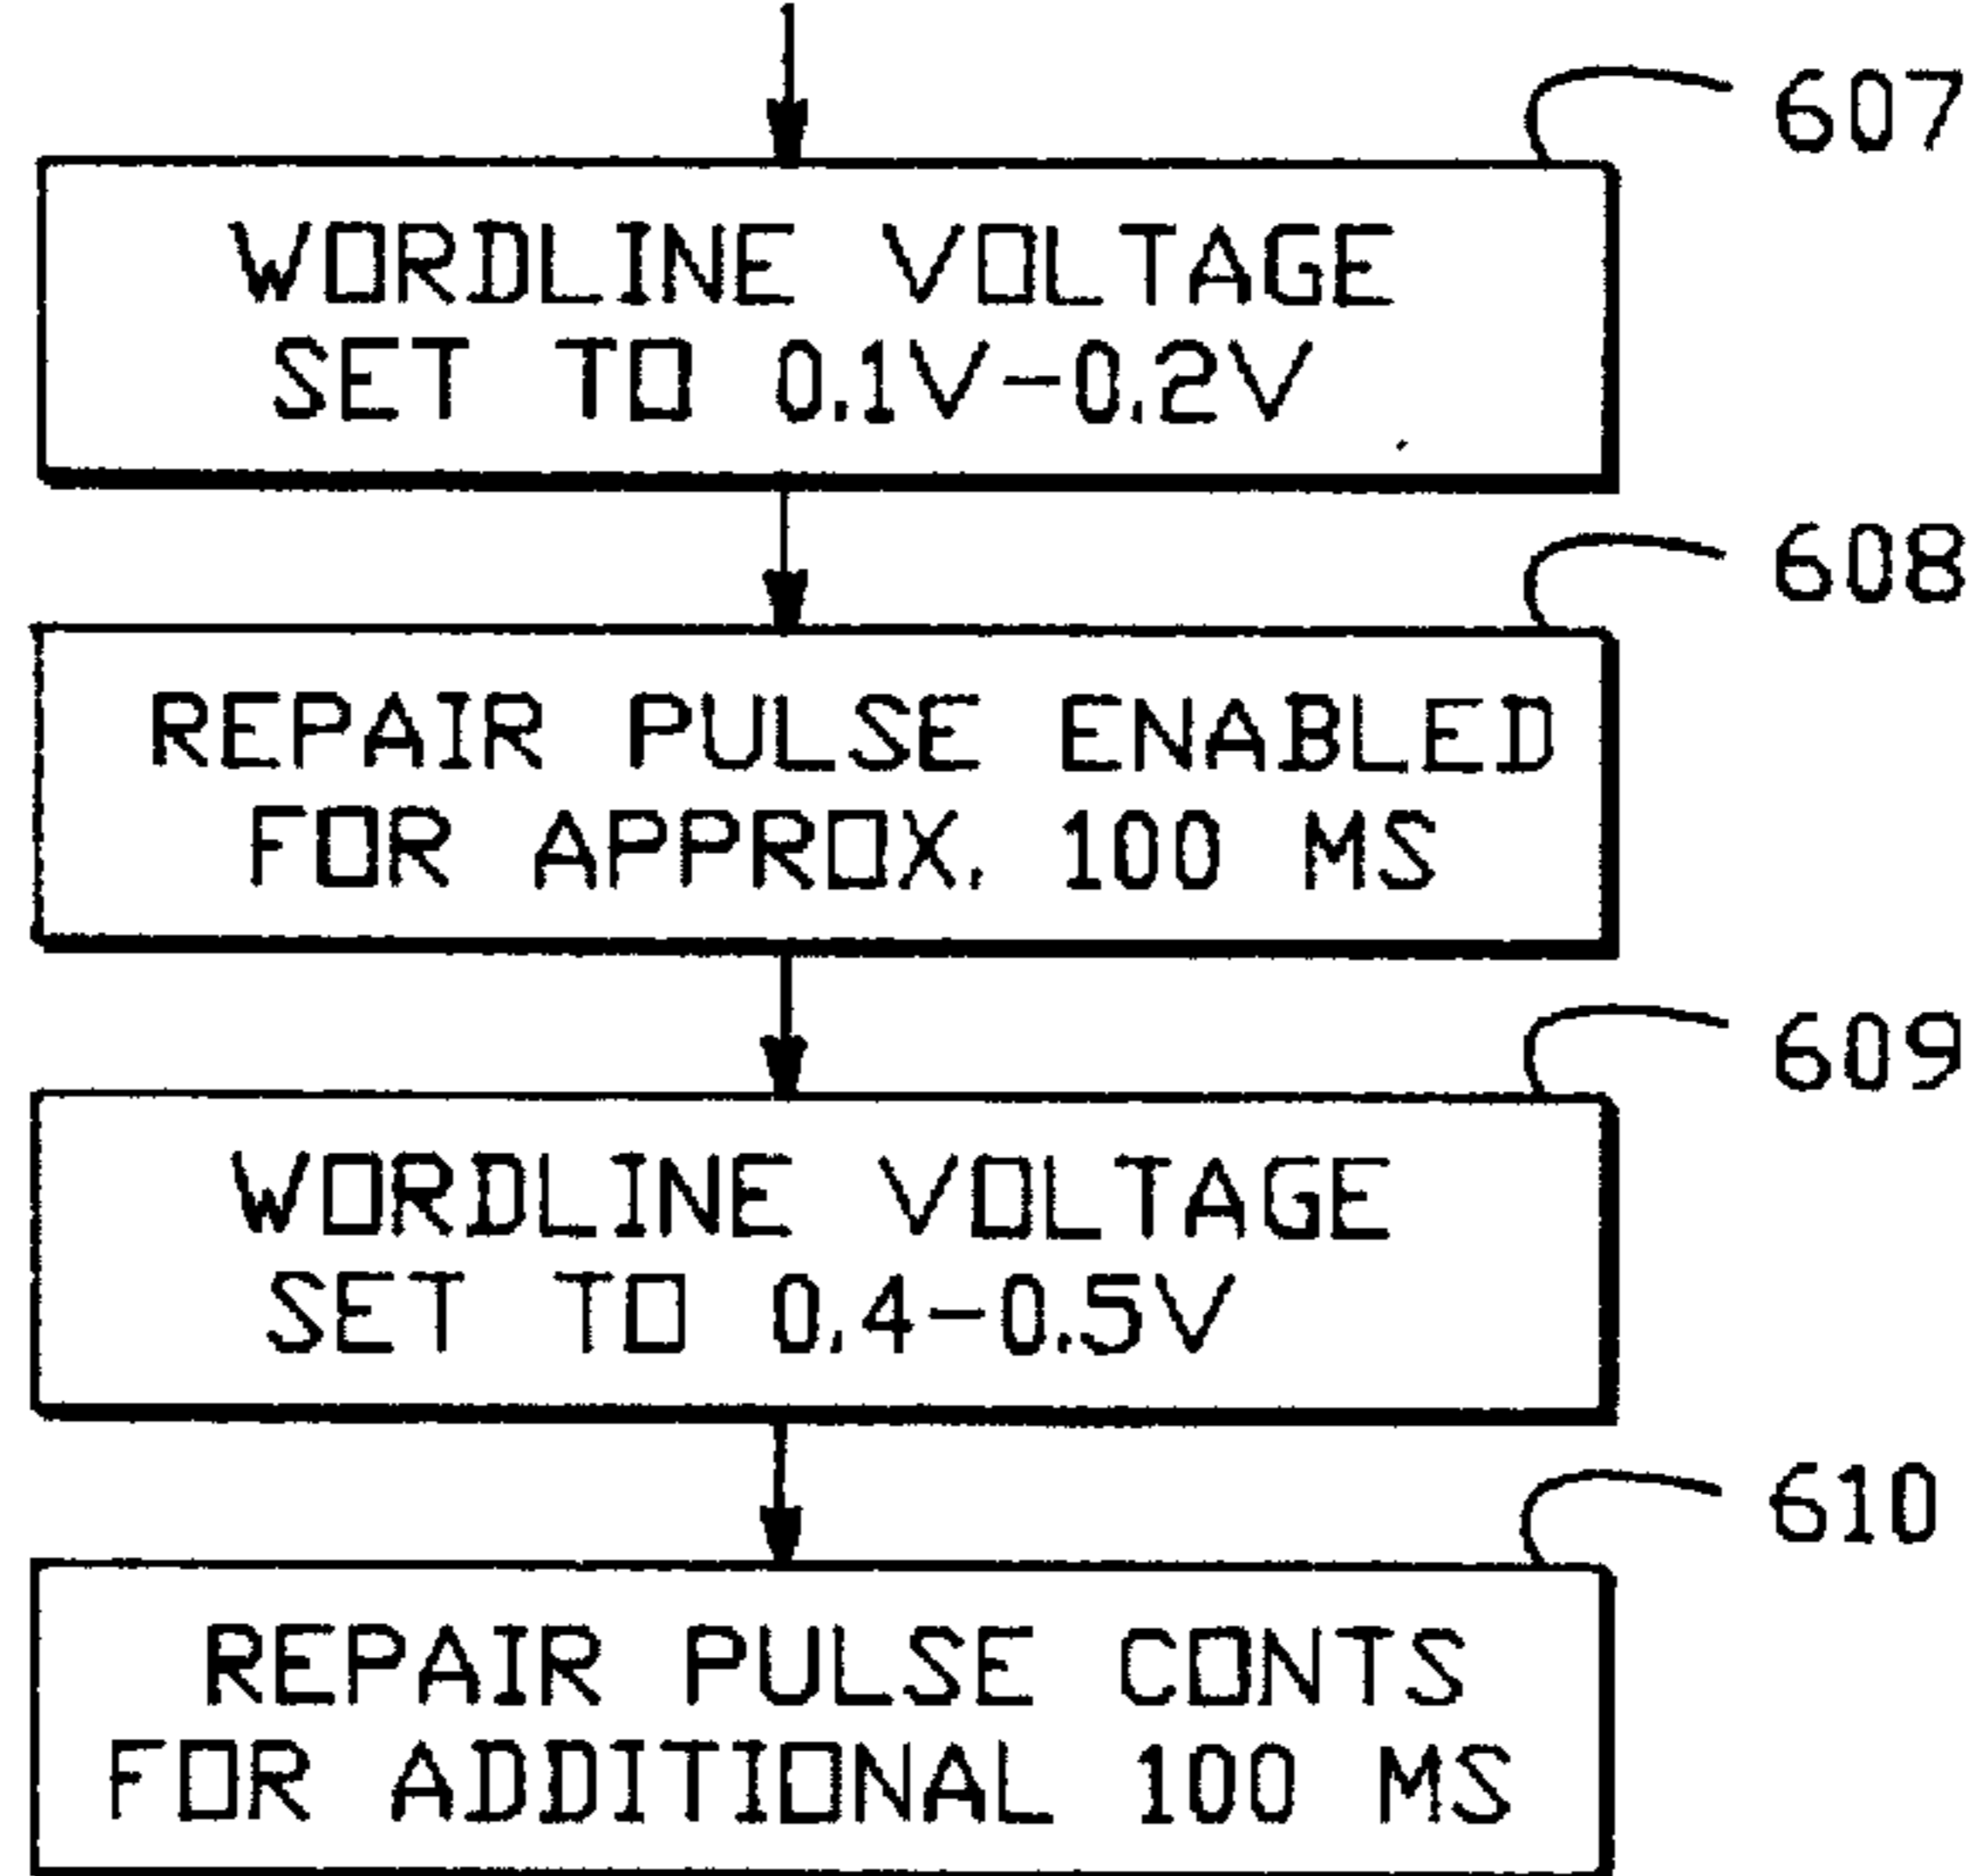 607
WORDLINE VOLTAGE
SET TO 0.1V-0.2V
608
REPAIR PULSE ENABLED
FOR APPROX. 100 MS
609
WORDLINE VOLTAGE
SET TO 0.4-0.5V
610
REPAIR PULSE CONTS
FOR ADDITIONAL 100 MS